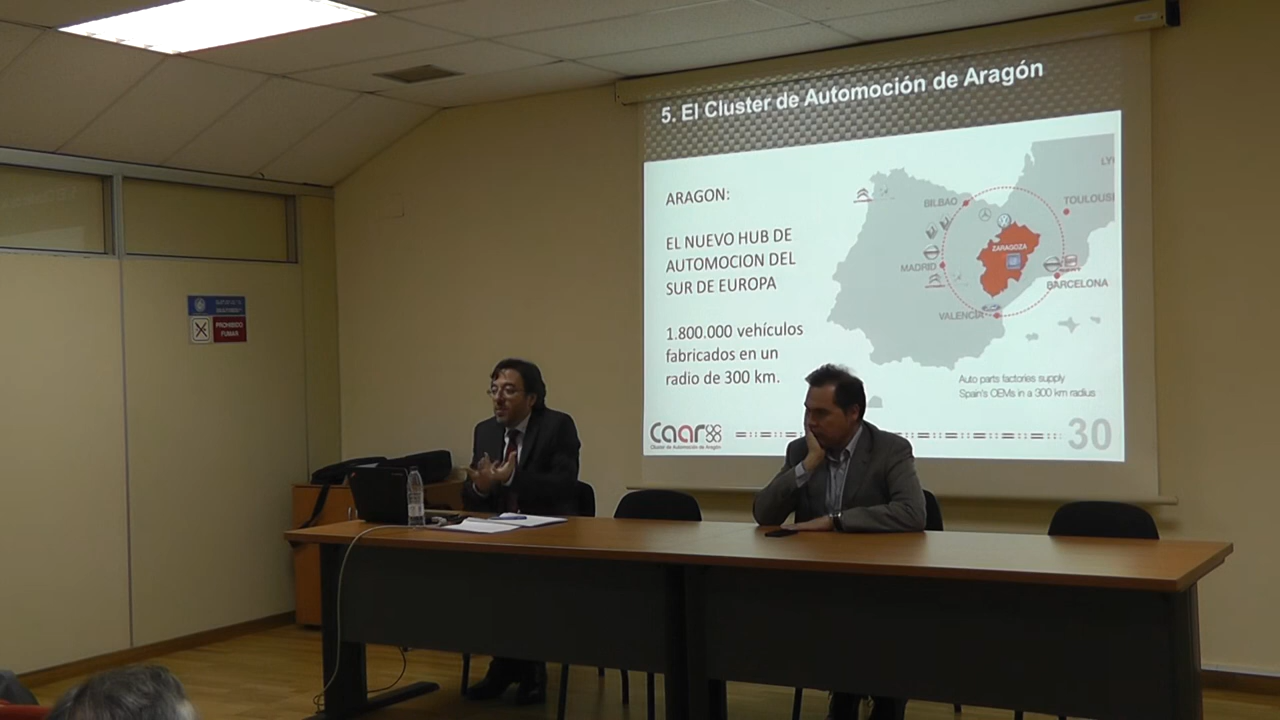 5. El Cluster de Automoción de Aragón
ARAGON:
EL NUEVO HUB DE
AUTOMOCION DEL
SUR DE EUROPA
1.800.000 vehículos
fabricados en un
radio de 300 km.
BILBAO
TOULOUS
ZARAGOZA
MADRID
BARCELONA
VALENCIA
Auto parts factories supply
Spain's OEMs in a 300 km radius
caar
Cluster de Automoción de Aragón
30
PROHIBIDO
FUMAR